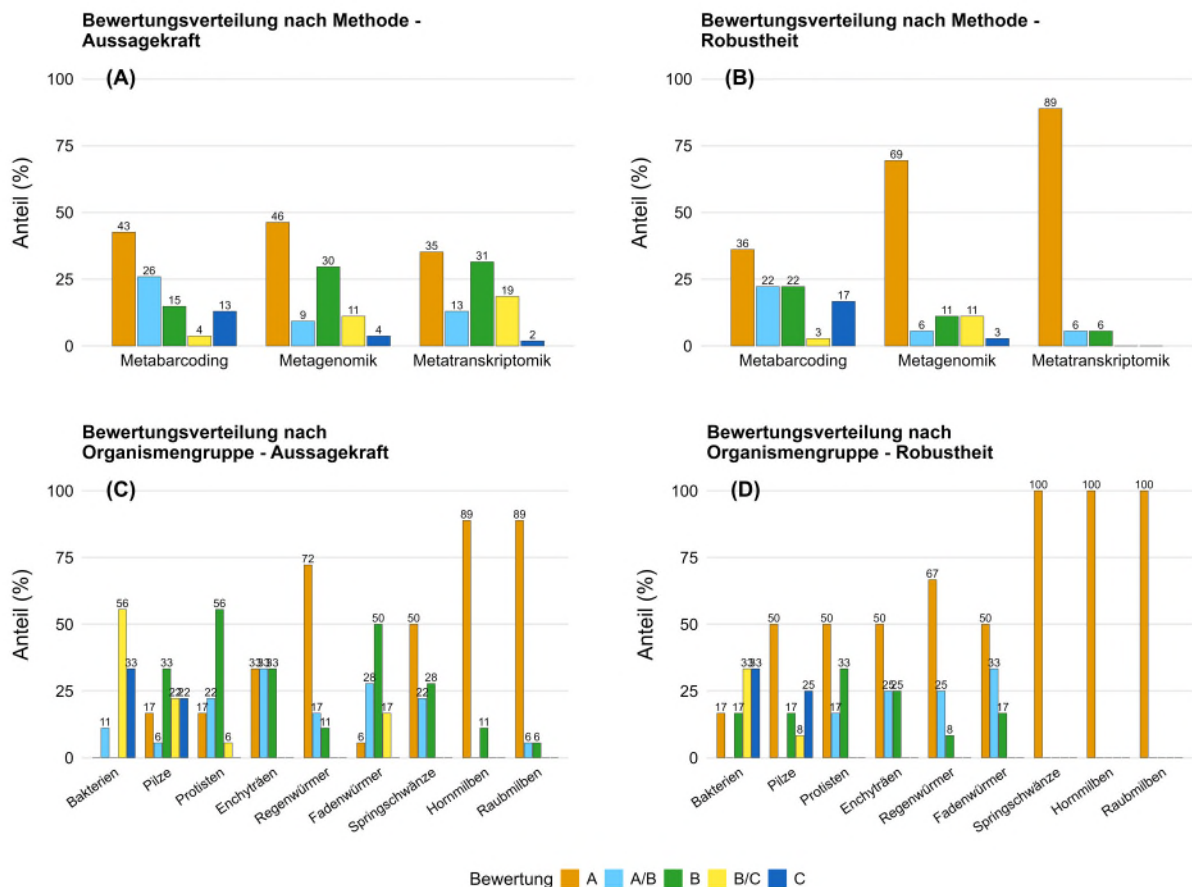 Bewertungsverteilung nach Methode -
Aussagekraft
(A)
Anteil (%)
100
75
50
25
0
43
26
15
4
13
46
9
30
11
4
35
13
31
19
2
Metabarcoding
Metagenomik
Metatranskriptomik
Bewertungsverteilung nach Methode -
Robustheit
(B)
Anteil (%)
100
75
50
25
0
36
22
22
3
17
69
6
11
11
3
89
6
6
Metabarcoding
Metagenomik
Metatranskriptomik
Bewertungsverteilung nach
Organismengruppe - Aussagekraft
(C)
Anteil (%)
100
75
50
25
0
11
56
33
17
6
33
22
22
17
22
56
6
33
33
33
72
17
11
6
28
50
17
50
22
28
89
11
89
6
6
Bakterien
Pilze
Protisten
Enchyträen
Regenwürmer
Fadenwürmer
Springschwänze
Hornmilben
Raubmilben
Bewertungsverteilung nach
Organismengruppe - Robustheit
(D)
Anteil (%)
100
75
50
25
0
17
17
33
33
50
17
8
25
50
17
33
50
25
25
67
25
8
50
33
17
100
100
100
Bakterien
Pilze
Protisten
Enchyträen
Regenwürmer
Fadenwürmer
Springschwänze
Hornmilben
Raubmilben
Bewertung A A/B B B/C C